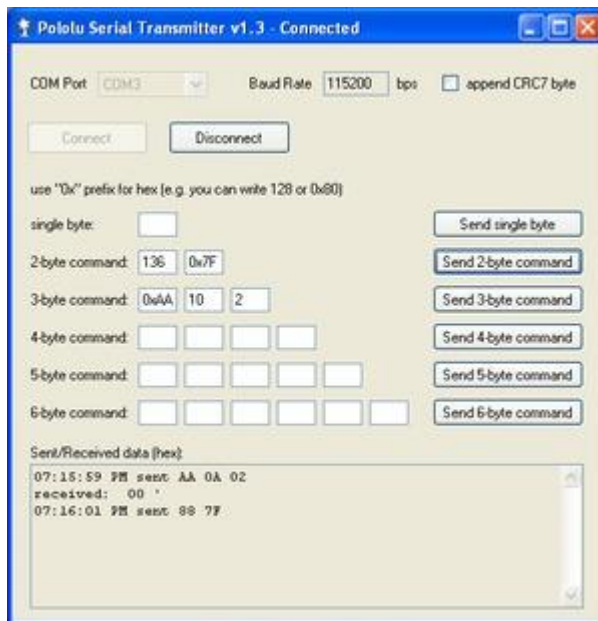 Pololu Serial Transmitter v1.3 - Connected
COM Port COM3 Baud Rate 115200 bps append CRC7 byte
Connect Disconnect
use "0x" prefix for hex (e.g. you can write 128 or 0x80)
single byte: Send single byte
2-byte command: 136 0x7F Send 2-byte command
3-byte command: 0xAA 10 2 Send 3-byte command
4-byte command: Send 4-byte command
5-byte command: Send 5-byte command
6-byte command: Send 6-byte command
Sent/Received data (hex):
07:15:59 PM sent AA 0A 02
received: 00 '
07:16:01 PM sent 88 7F